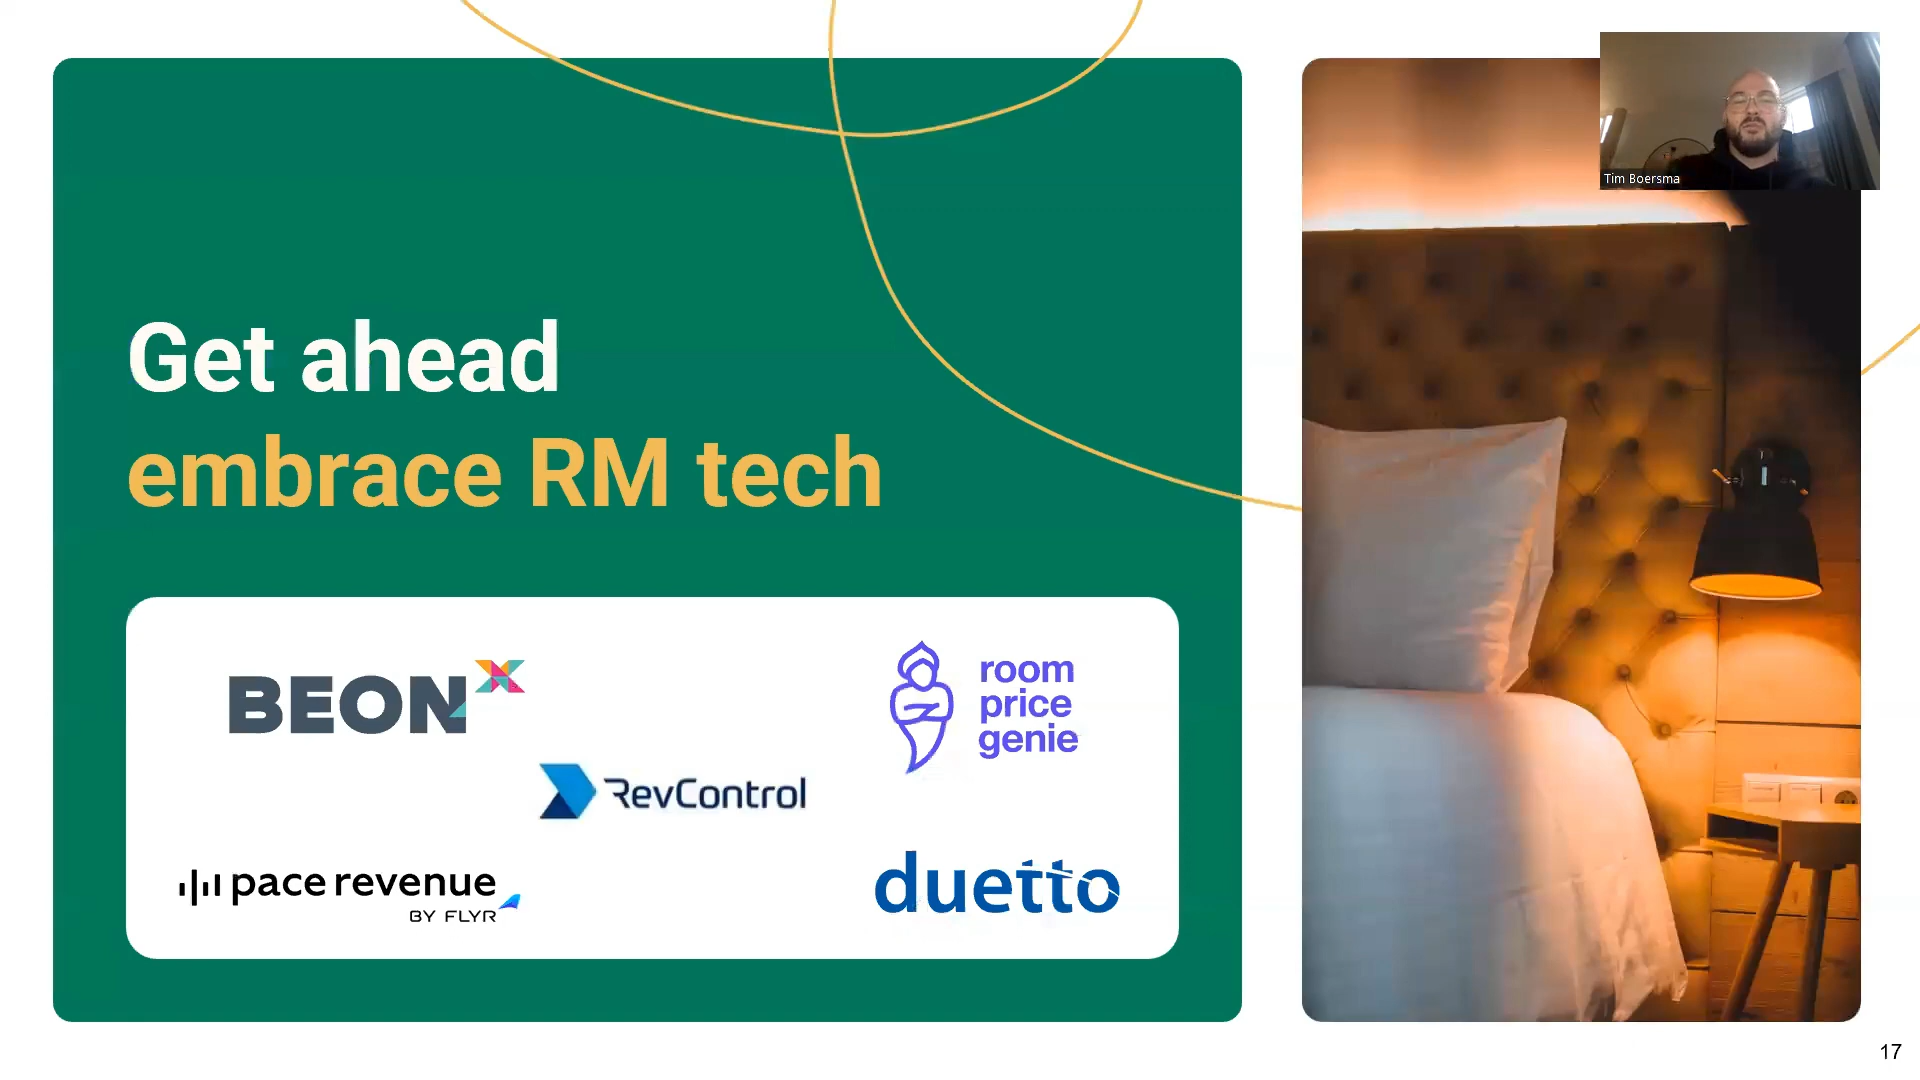 Tim Boersma
Get ahead
embrace RM tech
BEON
room
price
genie
RevControl
pace revenue
BY FLYR
duetto
17